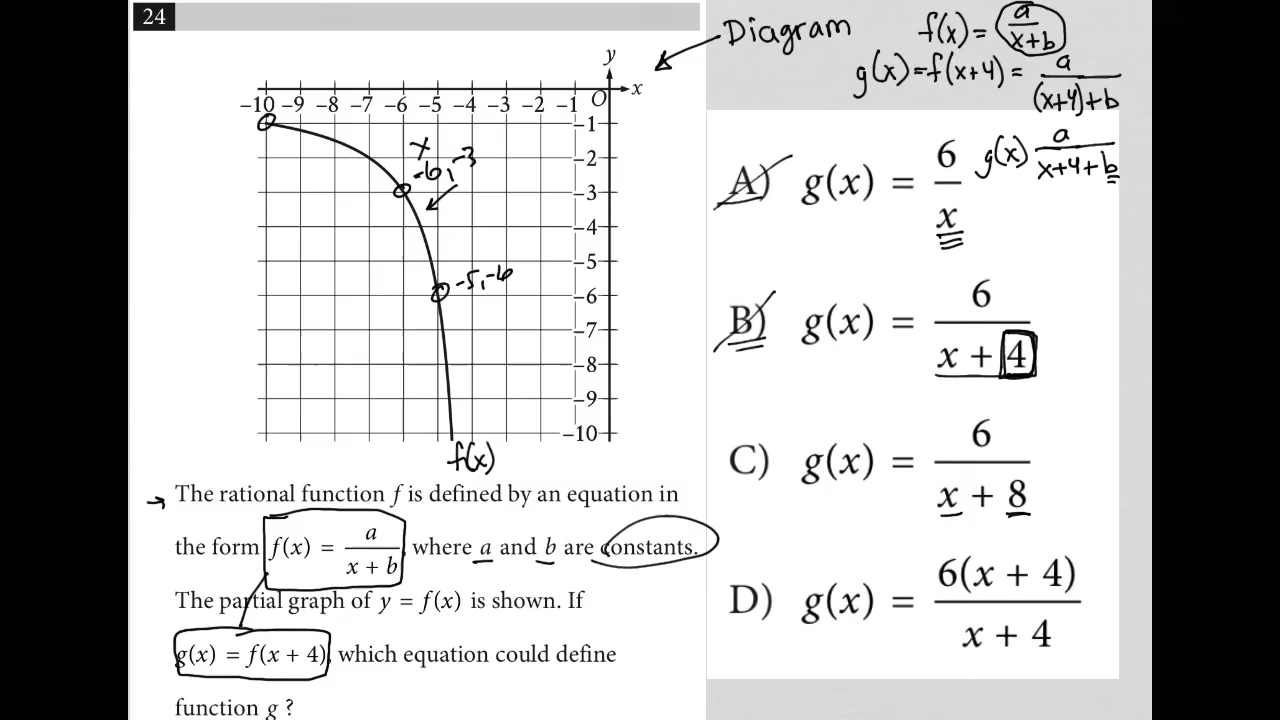 24
Diagram
f(x) = a/x+b
g(x) = f(x+4) = a/(x+4)+b
y
x
−10 −9 −8 −7 −6 −5 −4 −3 −2 −1 O
−1
−2
−3
−4
−5
−6
−7
−8
−9
−10
x
-6, -3
-5, -6
f(x)
The rational function f is defined by an equation in
the form f(x) = a/x + b, where a and b are constants.
The partial graph of y = f(x) is shown. If
g(x) = f(x + 4), which equation could define
function g ?
A) g(x) = 6/x
g(x) a/x+4+b
B) g(x) = 6/x + 4
C) g(x) = 6/x + 8
D) g(x) = 6(x + 4)/x + 4